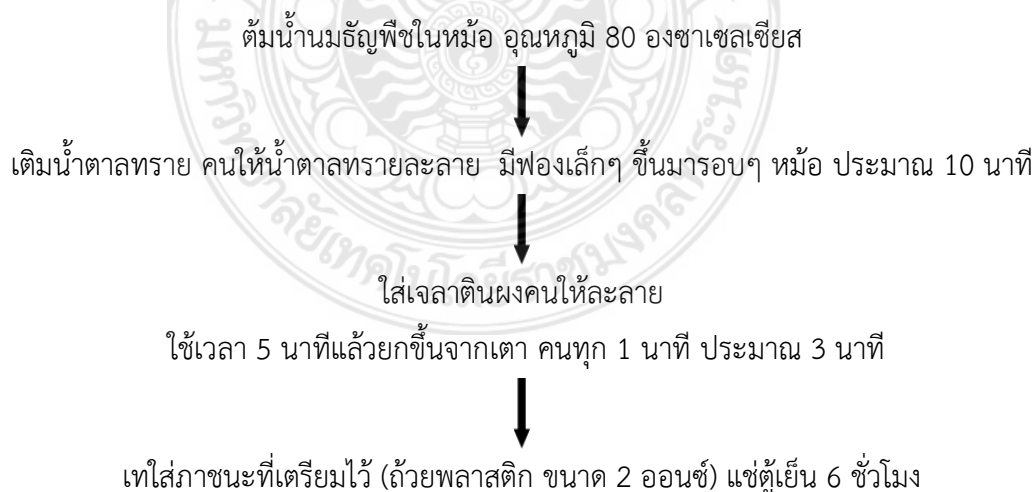 ต้มน้ำนมธัญพืชในหม้อ อุณหภูมิ 80 องซาเซลเซียส
เติมน้ำตาลทราย คนให้น้ำตาลทรายละลาย มีฟองเล็กๆ ขึ้นมารอบๆ หม้อ ประมาณ 10 นาที
ใส่เจลาตินผงคนให้ละลาย
ใช้เวลา 5 นาทีแล้วยกขึ้นจากเตา คนทุก 1 นาที ประมาณ 3 นาที
เทใส่ภาชนะที่เตรียมไว้ (ถ้วยพลาสติก ขนาด 2 ออนซ์) แช่ตู้เย็น 6 ชั่วโมง